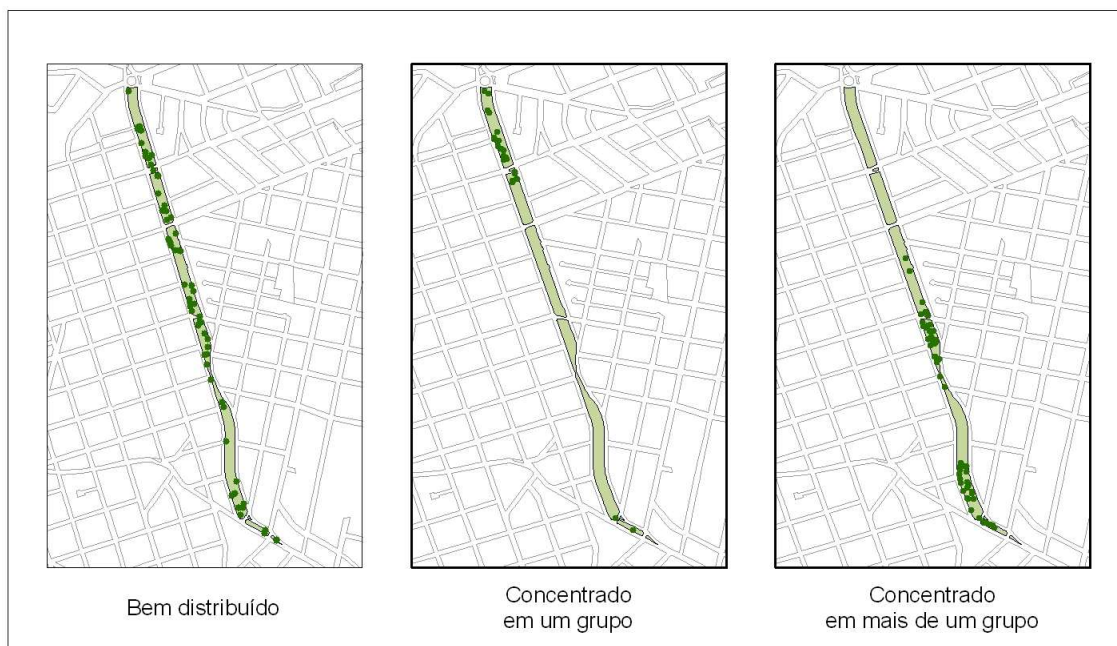 Bem distribuído
Concentrado
em um grupo
Concentrado
em mais de um grupo